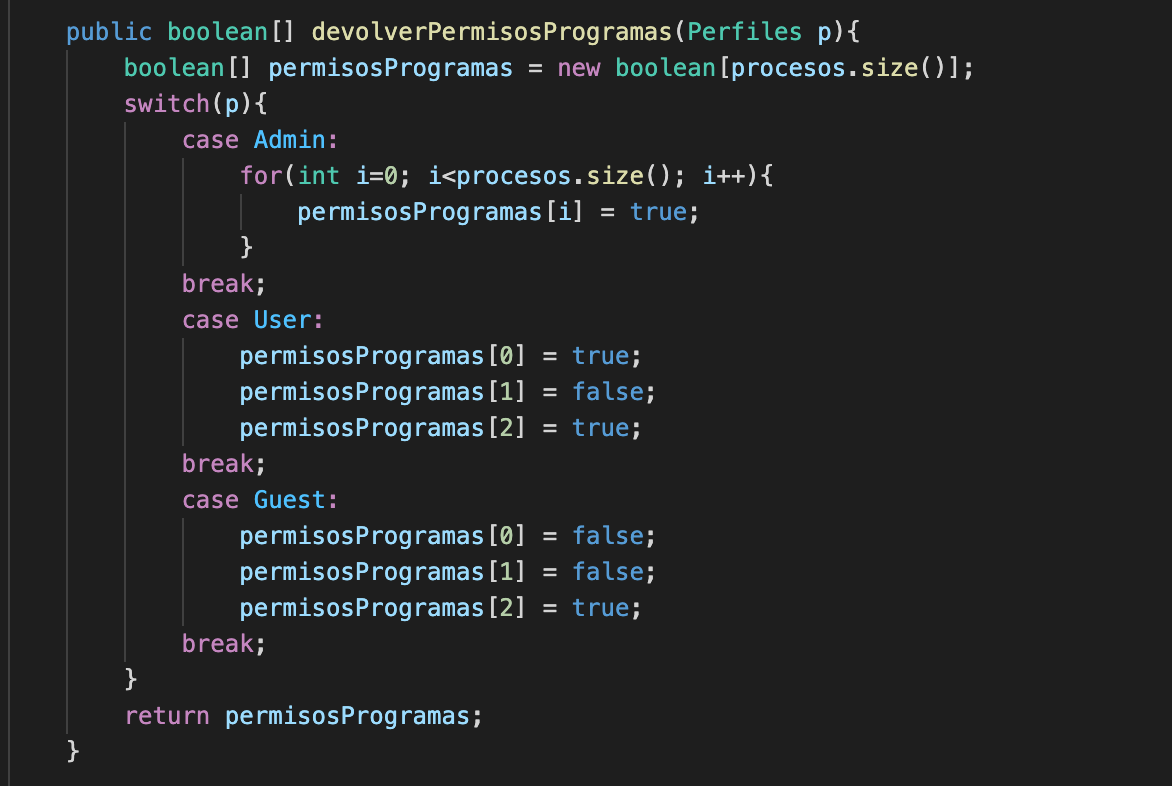 public boolean[] devolverPermisosProgramas(Perfiles p){
    boolean[] permisosProgramas = new boolean[procesos.size()];
    switch(p){
        case Admin:
            for(int i=0; i<procesos.size(); i++){
                permisosProgramas[i] = true;
            }
        break;
        case User:
            permisosProgramas[0] = true;
            permisosProgramas[1] = false;
            permisosProgramas[2] = true;
        break;
        case Guest:
            permisosProgramas[0] = false;
            permisosProgramas[1] = false;
            permisosProgramas[2] = true;
        break;
    }
    return permisosProgramas;
}